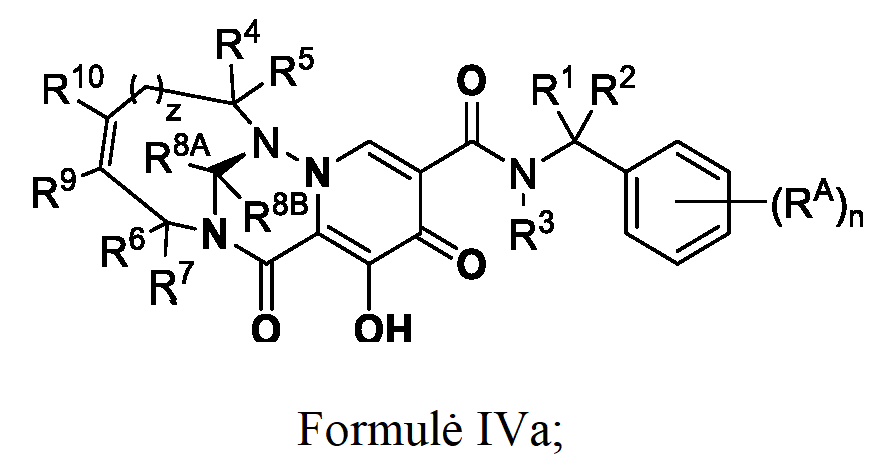 R4
R10 ( )z R5
O R1 R2
R8A N N
R9 R8B N (RA)n
R6 N R3
R7 O
O OH
Formulė IVa;